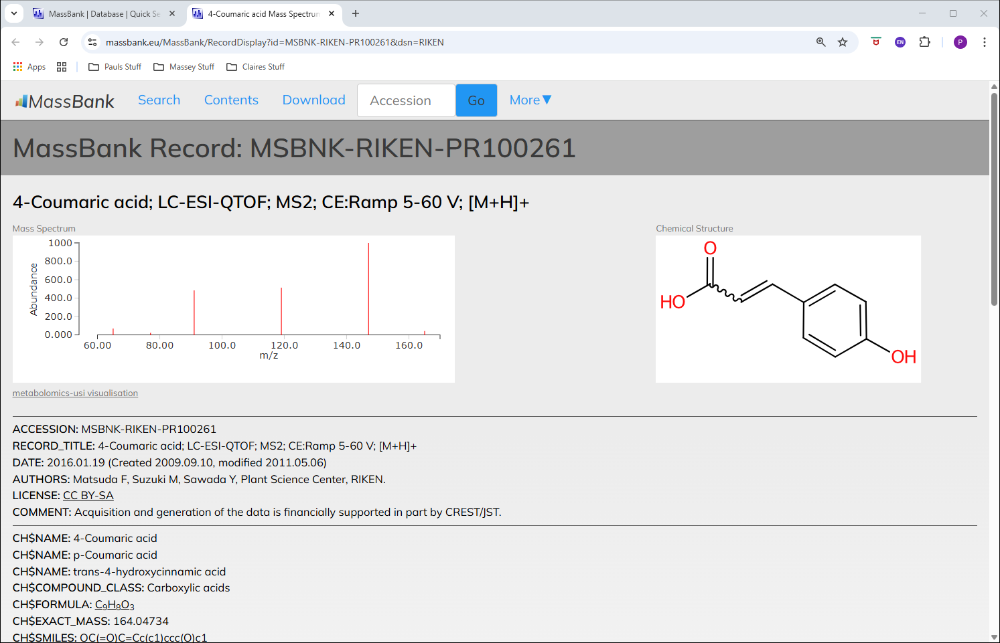 MassBank | Database | Quick Se
4-Coumaric acid Mass Spectrum
massbank.eu/MassBank/RecordDisplay?id=MSBNK-RIKEN-PR100261&dsn=RIKEN
EN
P
Apps
Pauls Stuff
Massey Stuff
Claires Stuff
MassBank
Search
Contents
Download
Accession
Go
More▼
MassBank Record: MSBNK-RIKEN-PR100261
4-Coumaric acid; LC-ESI-QTOF; MS2; CE:Ramp 5-60 V; [M+H]+
Mass Spectrum
1000
800.0
600.0
400.0
200.0
0.000
Abundance
60.00 80.00 100.0 120.0 140.0 160.0
m/z
Chemical Structure
O
HO
OH
metabolomics-usi visualisation
ACCESSION: MSBNK-RIKEN-PR100261
RECORD_TITLE: 4-Coumaric acid; LC-ESI-QTOF; MS2; CE:Ramp 5-60 V; [M+H]+
DATE: 2016.01.19 (Created 2009.09.10, modified 2011.05.06)
AUTHORS: Matsuda F, Suzuki M, Sawada Y, Plant Science Center, RIKEN.
LICENSE: CC BY-SA
COMMENT: Acquisition and generation of the data is financially supported in part by CREST/JST.
CH$NAME: 4-Coumaric acid
CH$NAME: p-Coumaric acid
CH$NAME: trans-4-hydroxycinnamic acid
CH$COMPOUND_CLASS: Carboxylic acids
CH$FORMULA: C9H8O3
CH$EXACT_MASS: 164.04734
CH$SMILES: OC(=O)C=Cc(c1)ccc(O)c1